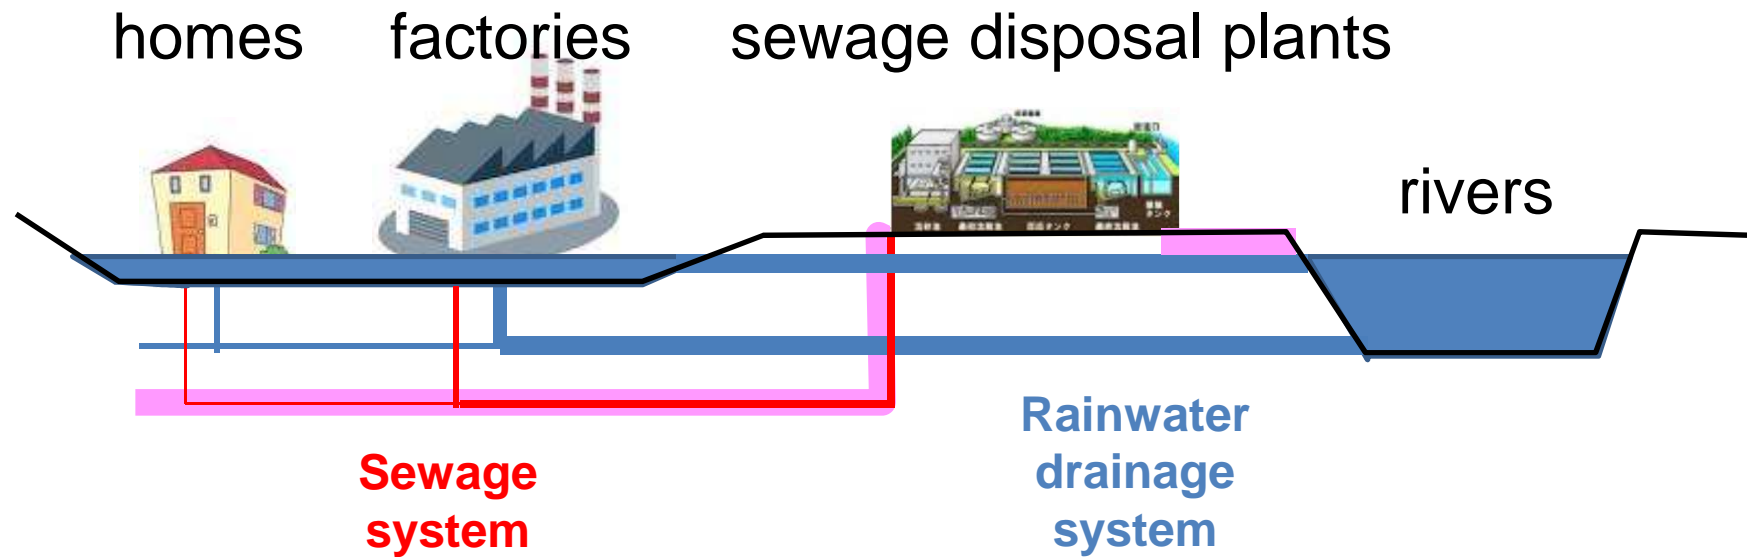 homes
factories
sewage disposal plants
rivers
Sewage
system
Rainwater
drainage
system